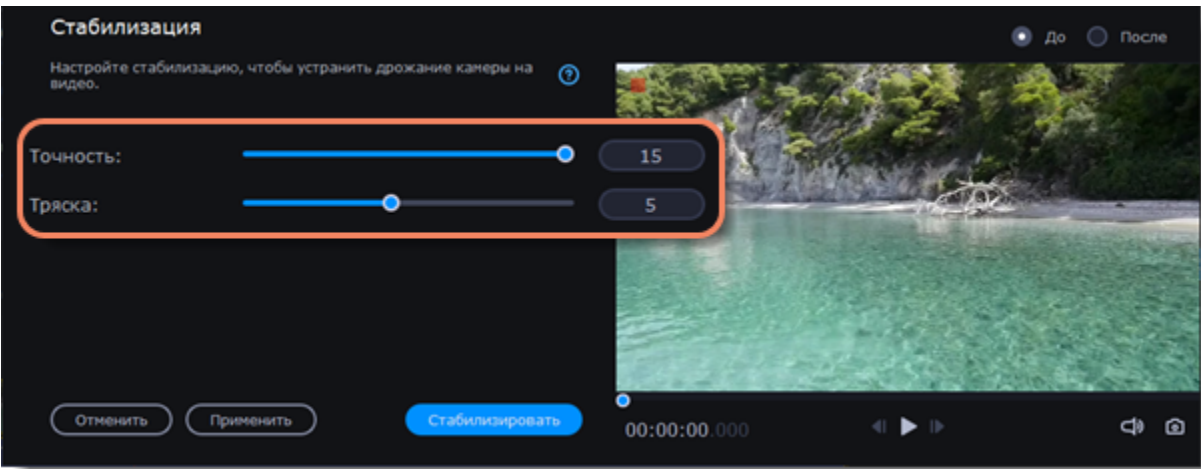 Стабилизация
Настройте стабилизацию, чтобы устранить дрожание камеры на
видео.
?
До
После
Точность:
15
Тряска:
5
Отменить
Применить
Стабилизировать
00:00:00.000